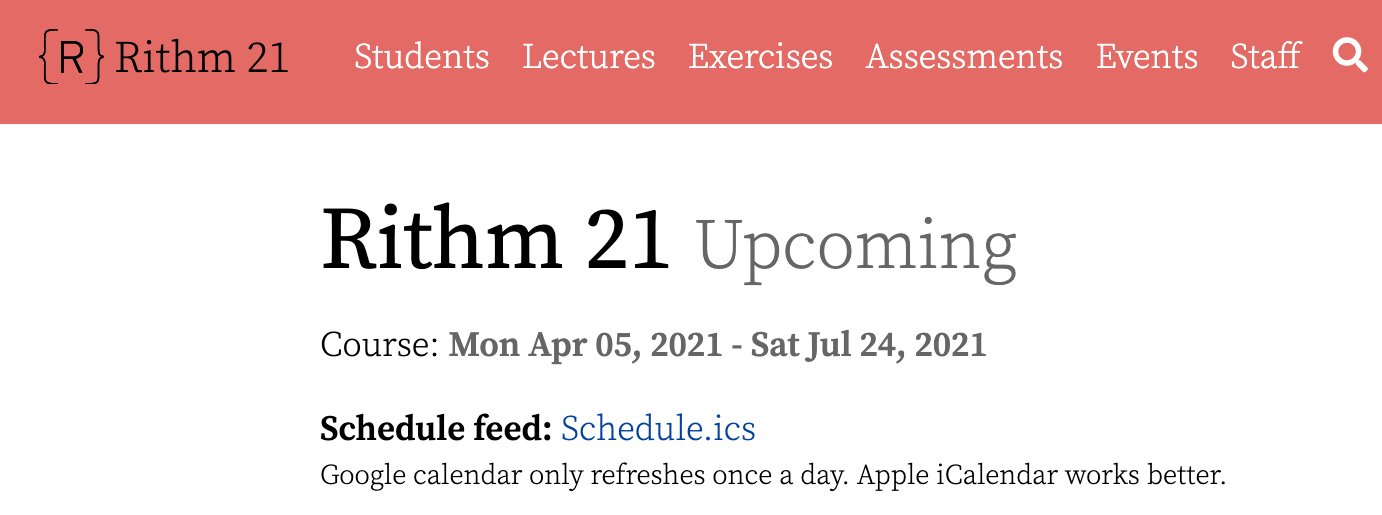 {R} Rithm 21 Students Lectures Exercises Assessments Events Staff
Rithm 21 Upcoming
Course: Mon Apr 05, 2021 - Sat Jul 24, 2021
Schedule feed: Schedule.ics
Google calendar only refreshes once a day. Apple iCalendar works better.